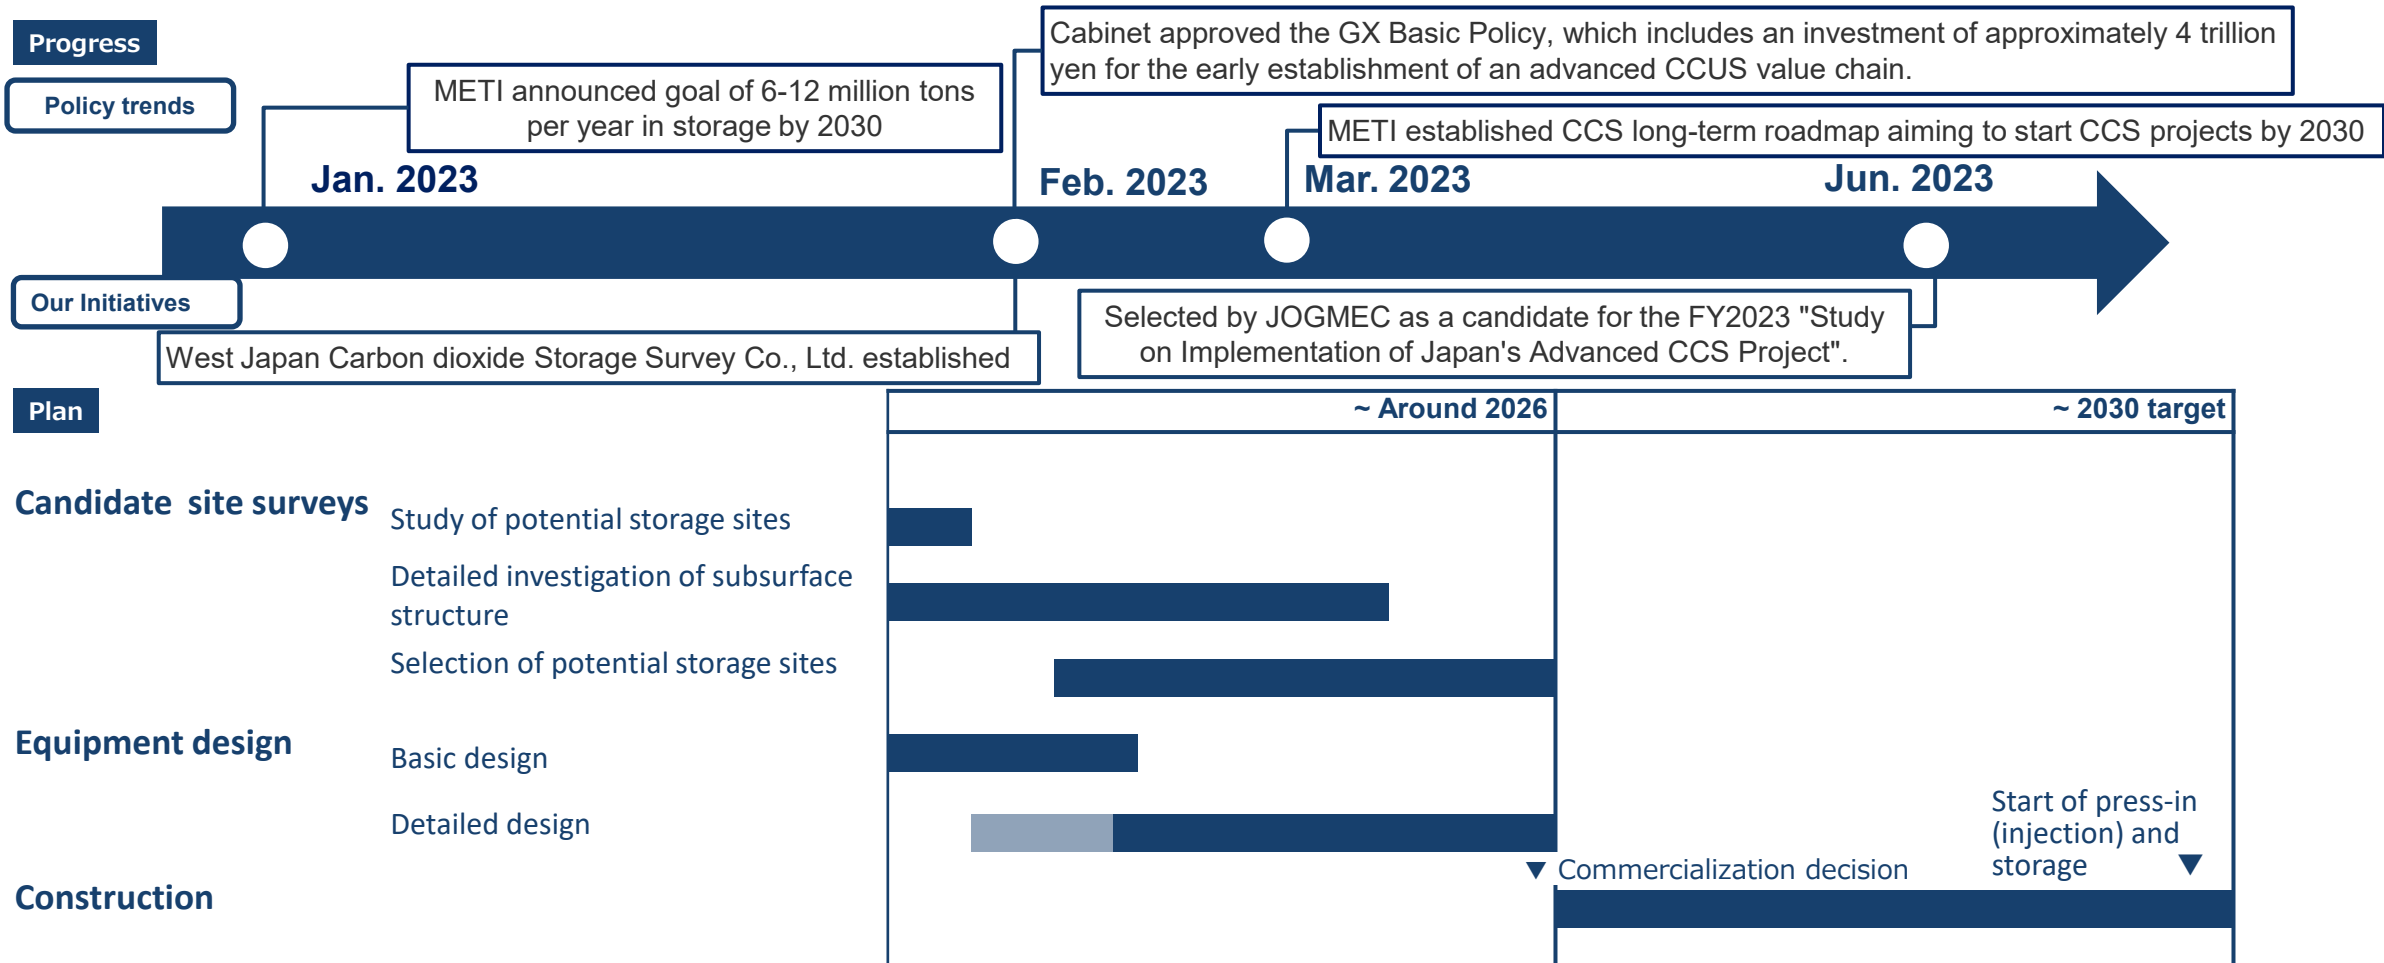 Progress
Policy trends
METI announced goal of 6-12 million tons
per year in storage by 2030
Cabinet approved the GX Basic Policy, which includes an investment of approximately 4 trillion
yen for the early establishment of an advanced CCUS value chain.
METI established CCS long-term roadmap aiming to start CCS projects by 2030
Jan. 2023
Feb. 2023
Mar. 2023
Jun. 2023
Our Initiatives
West Japan Carbon dioxide Storage Survey Co., Ltd. established
Selected by JOGMEC as a candidate for the FY2023 "Study
on Implementation of Japan's Advanced CCS Project".
Plan
~ Around 2026
~ 2030 target
Candidate site surveys
Study of potential storage sites
Detailed investigation of subsurface
structure
Selection of potential storage sites
Equipment design
Basic design
Detailed design
Start of press-in
(injection) and
storage ▼
▼ Commercialization decision
Construction